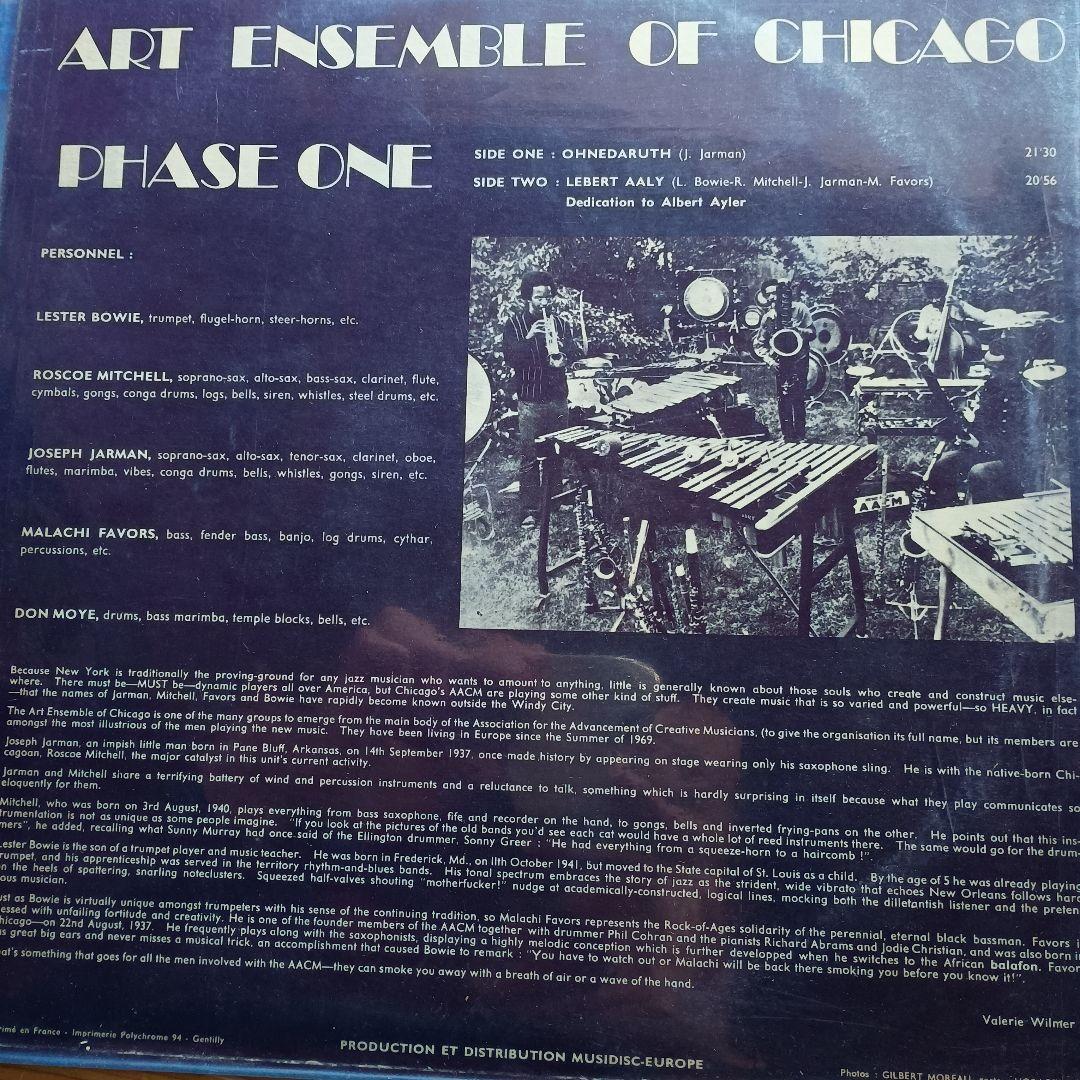 ART ENSEMBLE OF CHICAGO
PHASE ONE
SIDE ONE : OHNEDARUTH (J. Jarman) 21'30
SIDE TWO : LEBERT AALY (L. Bowie-R. Mitchell-J. Jarman-M. Favors) 20'56
Dedication to Albert Ayler
PERSONNEL :
LESTER BOWIE, trumpet, flugel-horn, steer-horns, etc.
ROSCOE MITCHELL, soprano-sax, alto-sax, bass-sax, clarinet, flute,
cymbals, gongs, conga drums, logs, bells, siren, whistles, steel drums, etc.
JOSEPH JARMAN, soprano-sax, alto-sax, tenor-sax, clarinet, oboe,
flutes, marimba, vibes, conga drums, bells, whistles, gongs, siren, etc.
MALACHI FAVORS, bass, fender bass, banjo, log drums, cythar,
percussions, etc.
DON MOYE, drums, bass marimba, temple blocks, bells, etc.
AACM
Because New York is traditionally the proving-ground for any jazz musician who wants to amount to anything, little is generally known about those souls who create and construct music else-
where. There must be—MUST be—dynamic players all over America, but Chicago's AACM are playing some other kind of stuff. They create music that is so varied and powerful—so HEAVY, in fact
—that the names of Jarman, Mitchell, Favors and Bowie have rapidly become known outside the Windy City.
The Art Ensemble of Chicago is one of the many groups to emerge from the main body of the Association for the Advancement of Creative Musicians, (to give the organisation its full name, but its members are
amongst the most illustrious of the men playing the new music. They have been living in Europe since the Summer of 1969.
Joseph Jarman, an impish little man born in Pane Bluff, Arkansas, on 14th September 1937, once made history by appearing on stage wearing only his saxophone sling. He is with the native-born Chi-
cagoan, Roscoe Mitchell, the major catalyst in this unit's current activity.
Jarman and Mitchell share a terrifying battery of wind and percussion instruments and a reluctance to talk, something which is hardly surprising in itself because what they play communicates so
eloquently for them.
Mitchell, who was born on 3rd August, 1940, plays everything from bass saxophone, fife and recorder on the hand, to gongs, bells and inverted frying-pans on the other. He points out that this ins-
trumentation is not as unique as some people imagine. "If you look at the pictures of the old bands you'd see each cat would have a whole lot of reed instruments there. The same would go for the drum-
mers", he added, recalling what Sunny Murray had once said of the Ellington drummer, Sonny Greer : "He had everything from a squeeze-horn to a haircomb !".
Lester Bowie is the son of a trumpet player and music teacher. He was born in Frederick, Md., on 11th October 1941, but moved to the State capital of St. Louis as a child. By the age of 5 he was already playing
trumpet, and his apprenticeship was served in the territory rhythm-and-blues bands. His tonal spectrum embraces the story of jazz as the strident, wide vibrato that echoes New Orleans follows hard
on the heels of spattering, snarling noteclusters. Squeezed half-valves shouting "motherfucker!" nudge at academically-constructed, logical lines, mocking both the dilletantish listener and the preten
ous musician.
ust as Bowie is virtually unique amongst trumpeters with his sense of the continuing tradition, so Malachi Favors represents the Rock-of-Ages solidarity of the perennial, eternal black bassman. Favors i
essed with unfailing fortitude and creativity. He is one of the founder members of the AACM together with drummer Phil Cohran and the pianists Richard Abrams and Jodie Christian, and was also born in
hicago—on 22nd August, 1937. He frequently plays along with the saxophonists, displaying a highly melodic conception which is further developped when he switches to the African balafon. Favor
as great big ears and never misses a musical trick, an accomplishment that caused Bowie to remark : "You have to watch out or Malachi will be back there smoking you before you know it!".
at's something that goes for all the men involved with the AACM—they can smoke you away with a breath of air or a wave of the hand.
Valerie Wilmer
rimé en France - Imprimerie Polychrome 94 - Gentilly
PRODUCTION ET DISTRIBUTION MUSIDISC-EUROPE
Photos : GILBERT MOREAU